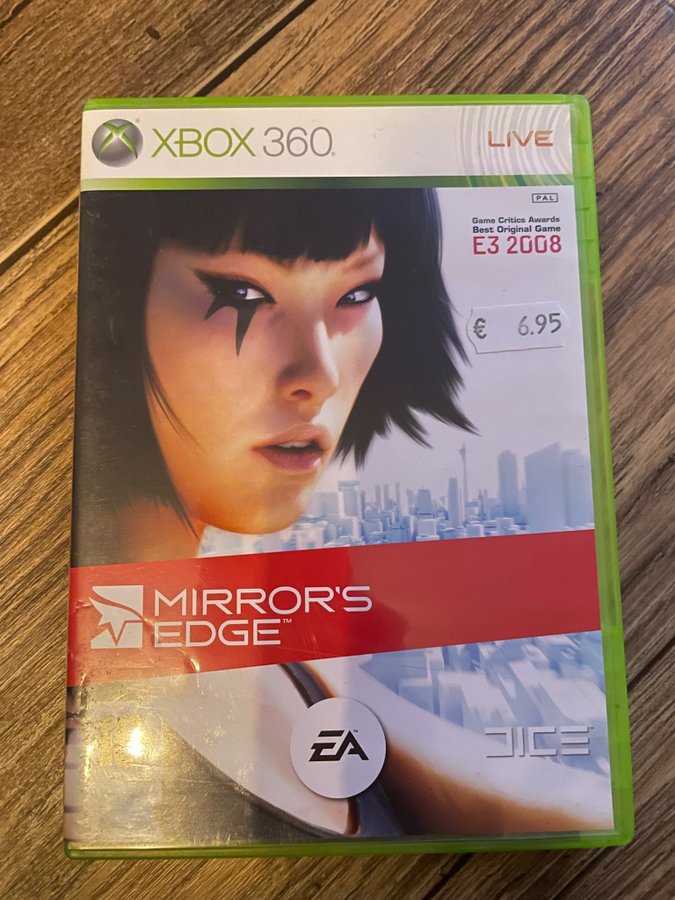 XBOX 360
LIVE
PAL
Game Critics Awards
Best Original Game
E3 2008
€ 6.95
MIRROR'S
EDGE™
EA
DICE